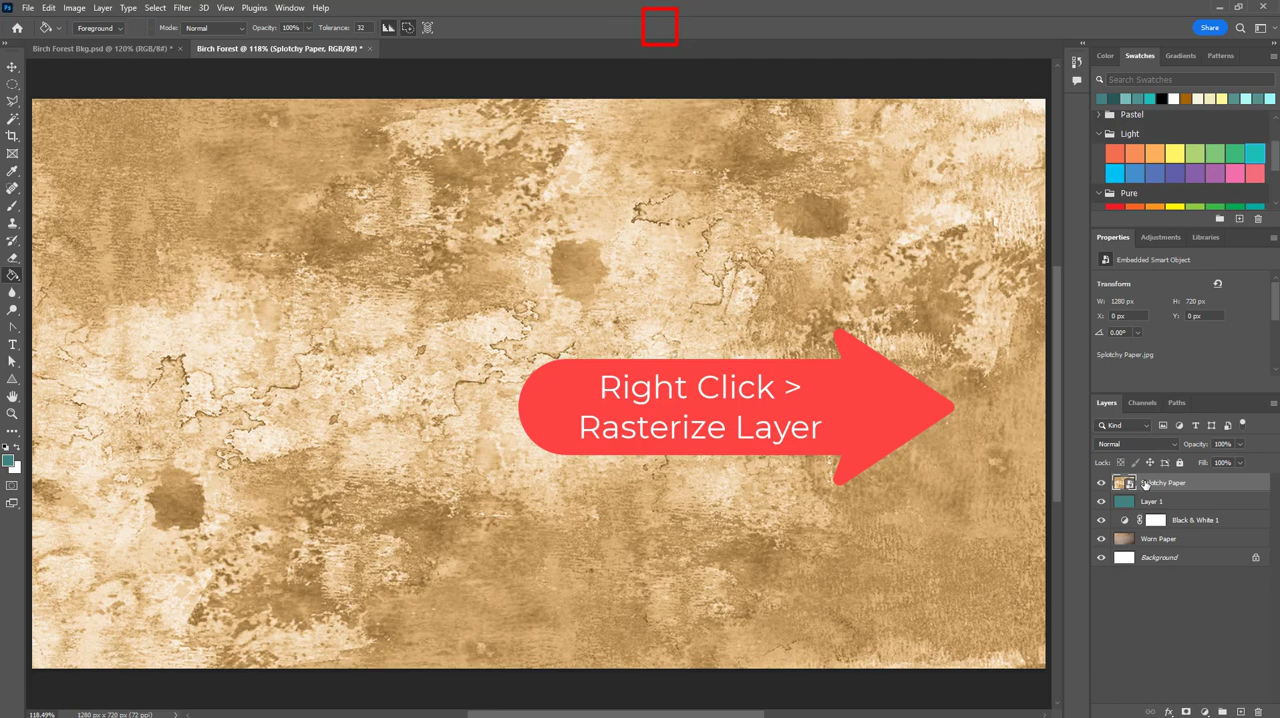 Ps File Edit Image Layer Type Select Filter 3D View Plugins Window Help
Foreground Mode: Normal Opacity: 100% Tolerance: 32 Share
Birch Forest Bkg.psd @ 120% (RGB/8#) * × Birch Forest @ 118% (Splotchy Paper, RGB/8#) * ×
Color Swatches Gradients Patterns
Search Swatches
Pastel
Light
Pure
Properties Adjustments Libraries
Embedded Smart Object
Transform
W: 1280 px H: 720 px
X: 0 px Y: 0 px
0.00°
Splotchy Paper.jpg
Right Click >
Rasterize Layer
Layers Channels Paths
Kind
Normal Opacity: 100%
Lock: Fill: 100%
Splotchy Paper
Layer 1
Black & White 1
Worn Paper
Background
118.49% 1280 px x 720 px (72 ppi)
fx